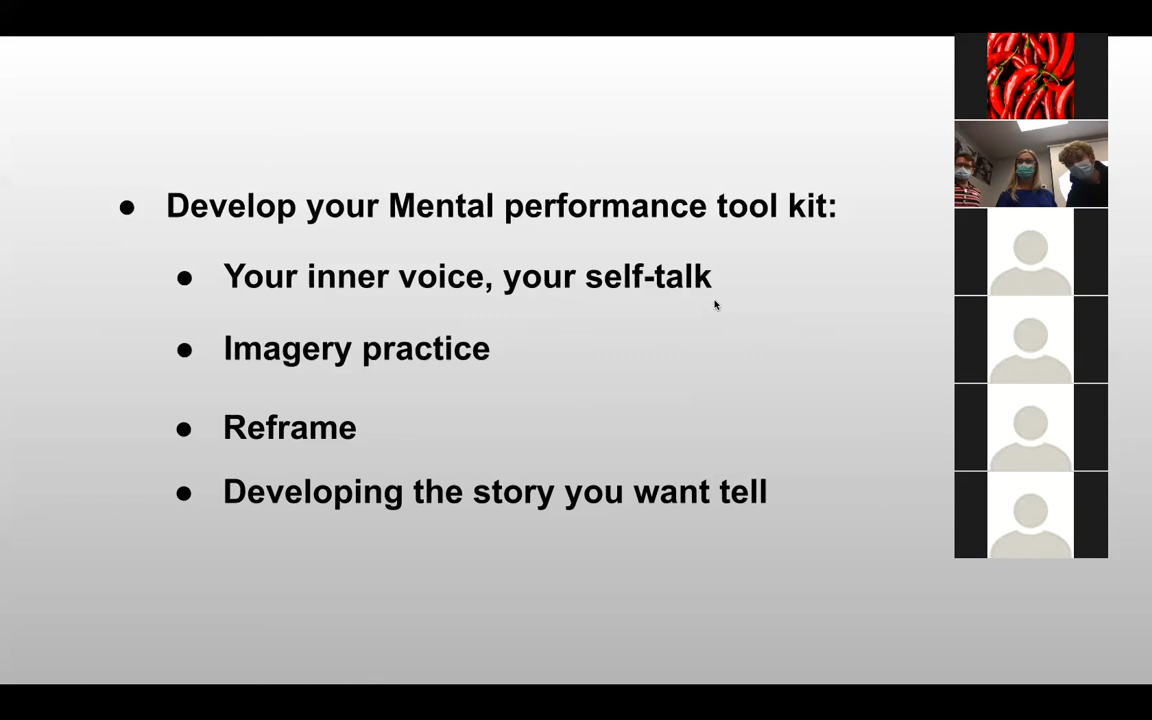 ● Develop your Mental performance tool kit:
● Your inner voice, your self-talk
● Imagery practice
● Reframe
● Developing the story you want tell